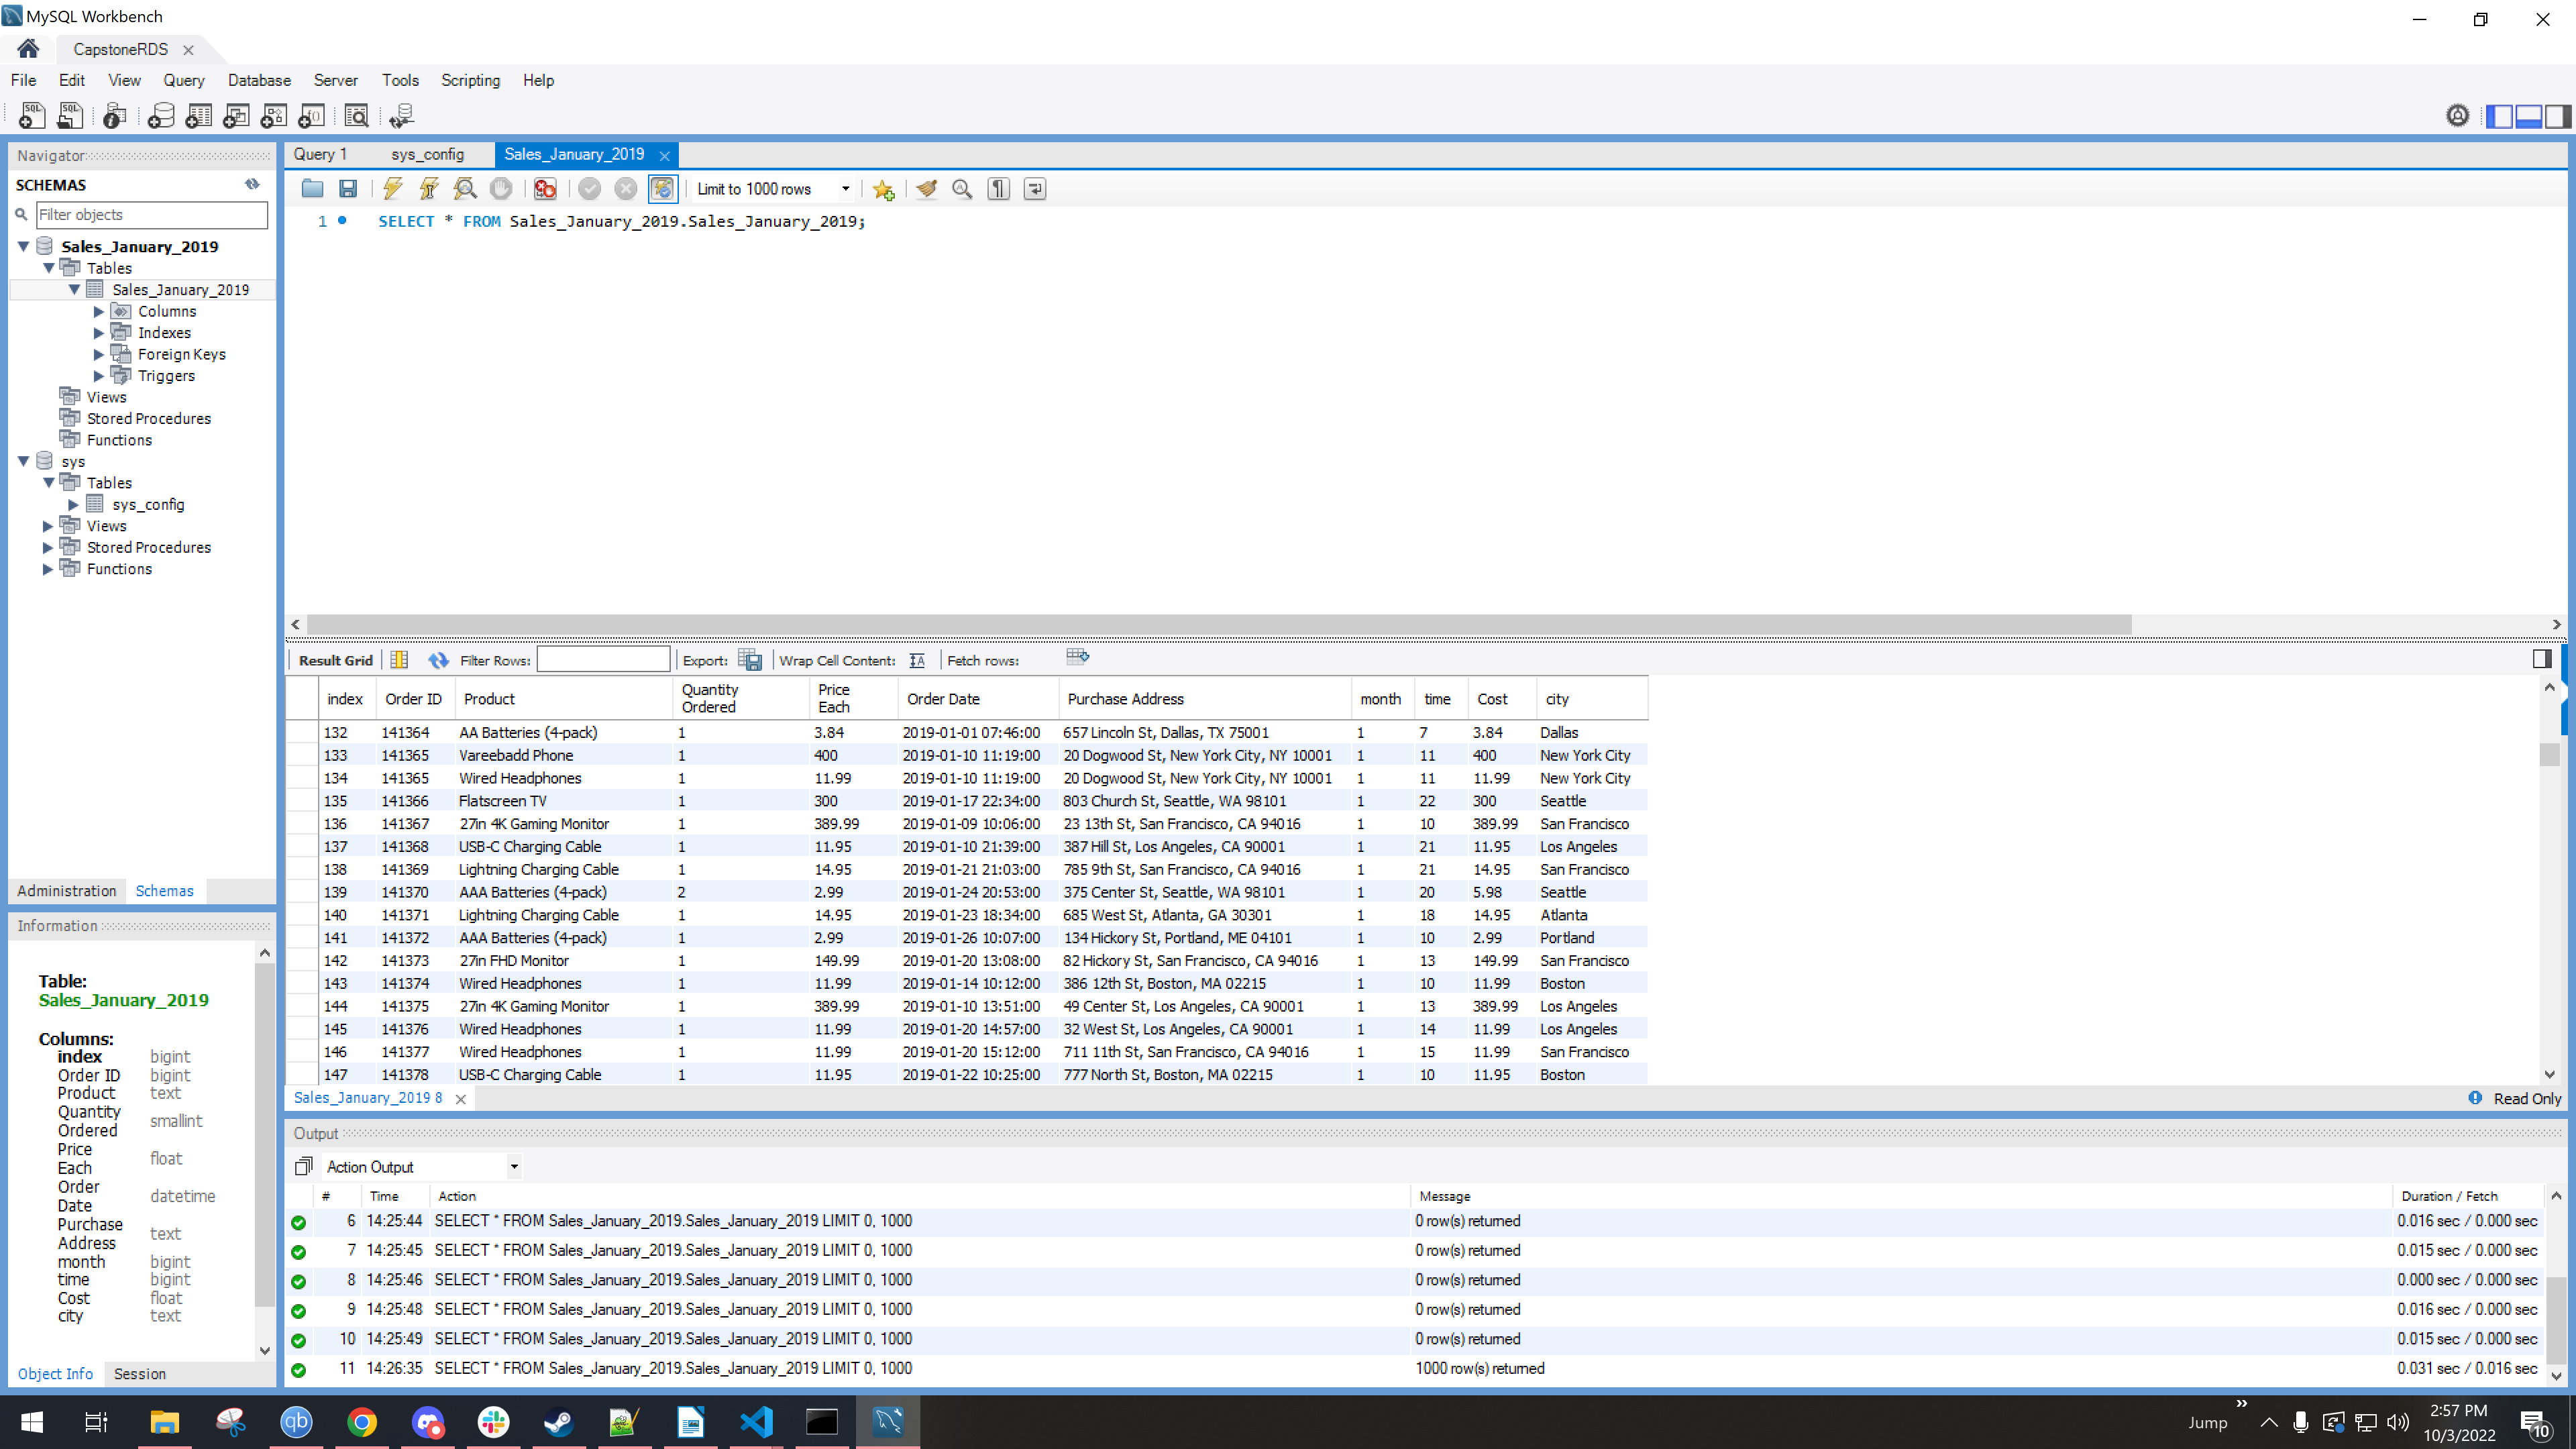 MySQL Workbench
CapstoneRDS
File Edit View Query Database Server Tools Scripting Help
Navigator
SCHEMAS
Filter objects
Sales_January_2019
Tables
Sales_January_2019
Columns
Indexes
Foreign Keys
Triggers
Views
Stored Procedures
Functions
sys
Tables
sys_config
Views
Stored Procedures
Functions
Administration Schemas
Information
Table:
Sales_January_2019
Columns:
index bigint
Order ID bigint
Product text
Quantity Ordered smallint
Price Each float
Order Date datetime
Purchase Address text
month bigint
time bigint
Cost float
city text
Object Info Session
Query 1 sys_config Sales_January_2019
Limit to 1000 rows
1 SELECT * FROM Sales_January_2019.Sales_January_2019;
Result Grid Filter Rows: Export: Wrap Cell Content: Fetch rows:
index Order ID Product Quantity Ordered Price Each Order Date Purchase Address month time Cost city
132 141364 AA Batteries (4-pack) 1 3.84 2019-01-01 07:46:00 657 Lincoln St, Dallas, TX 75001 1 7 3.84 Dallas
133 141365 Vareebadd Phone 1 400 2019-01-10 11:19:00 20 Dogwood St, New York City, NY 10001 1 11 400 New York City
134 141365 Wired Headphones 1 11.99 2019-01-10 11:19:00 20 Dogwood St, New York City, NY 10001 1 11 11.99 New York City
135 141366 Flatscreen TV 1 300 2019-01-17 22:34:00 803 Church St, Seattle, WA 98101 1 22 300 Seattle
136 141367 27in 4K Gaming Monitor 1 389.99 2019-01-09 10:06:00 23 13th St, San Francisco, CA 94016 1 10 389.99 San Francisco
137 141368 USB-C Charging Cable 1 11.95 2019-01-10 21:39:00 387 Hill St, Los Angeles, CA 90001 1 21 11.95 Los Angeles
138 141369 Lightning Charging Cable 1 14.95 2019-01-21 21:03:00 785 9th St, San Francisco, CA 94016 1 21 14.95 San Francisco
139 141370 AAA Batteries (4-pack) 2 2.99 2019-01-24 20:53:00 375 Center St, Seattle, WA 98101 1 20 5.98 Seattle
140 141371 Lightning Charging Cable 1 14.95 2019-01-23 18:34:00 685 West St, Atlanta, GA 30301 1 18 14.95 Atlanta
141 141372 AAA Batteries (4-pack) 1 2.99 2019-01-26 10:07:00 134 Hickory St, Portland, ME 04101 1 10 2.99 Portland
142 141373 27in FHD Monitor 1 149.99 2019-01-20 13:08:00 82 Hickory St, San Francisco, CA 94016 1 13 149.99 San Francisco
143 141374 Wired Headphones 1 11.99 2019-01-14 10:12:00 386 12th St, Boston, MA 02215 1 10 11.99 Boston
144 141375 27in 4K Gaming Monitor 1 389.99 2019-01-10 13:51:00 49 Center St, Los Angeles, CA 90001 1 13 389.99 Los Angeles
145 141376 Wired Headphones 1 11.99 2019-01-20 14:57:00 32 West St, Los Angeles, CA 90001 1 14 11.99 Los Angeles
146 141377 Wired Headphones 1 11.99 2019-01-20 15:12:00 711 11th St, San Francisco, CA 94016 1 15 11.99 San Francisco
147 141378 USB-C Charging Cable 1 11.95 2019-01-22 10:25:00 777 North St, Boston, MA 02215 1 10 11.95 Boston
Sales_January_2019 8 Read Only
Output
Action Output
# Time Action Message Duration / Fetch
6 14:25:44 SELECT * FROM Sales_January_2019.Sales_January_2019 LIMIT 0, 1000 0 row(s) returned 0.016 sec / 0.000 sec
7 14:25:45 SELECT * FROM Sales_January_2019.Sales_January_2019 LIMIT 0, 1000 0 row(s) returned 0.015 sec / 0.000 sec
8 14:25:46 SELECT * FROM Sales_January_2019.Sales_January_2019 LIMIT 0, 1000 0 row(s) returned 0.000 sec / 0.000 sec
9 14:25:48 SELECT * FROM Sales_January_2019.Sales_January_2019 LIMIT 0, 1000 0 row(s) returned 0.016 sec / 0.000 sec
10 14:25:49 SELECT * FROM Sales_January_2019.Sales_January_2019 LIMIT 0, 1000 0 row(s) returned 0.015 sec / 0.000 sec
11 14:26:35 SELECT * FROM Sales_January_2019.Sales_January_2019 LIMIT 0, 1000 1000 row(s) returned 0.031 sec / 0.016 sec
qb
Jump
2:57 PM
10/3/2022
10